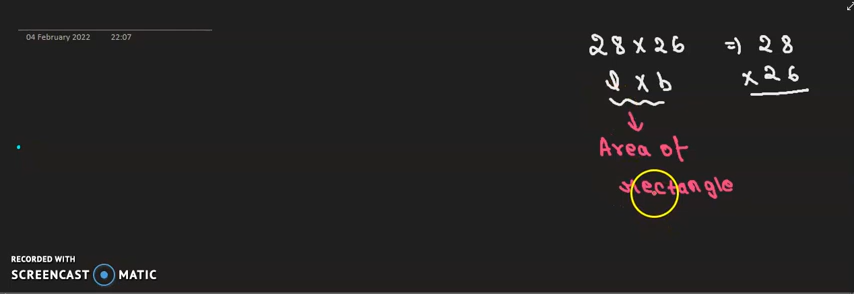 04 February 2022 22:07
28 × 26 => 28
l × b × 26
↓
Area of
rectangle
RECORDED WITH
SCREENCAST MATIC